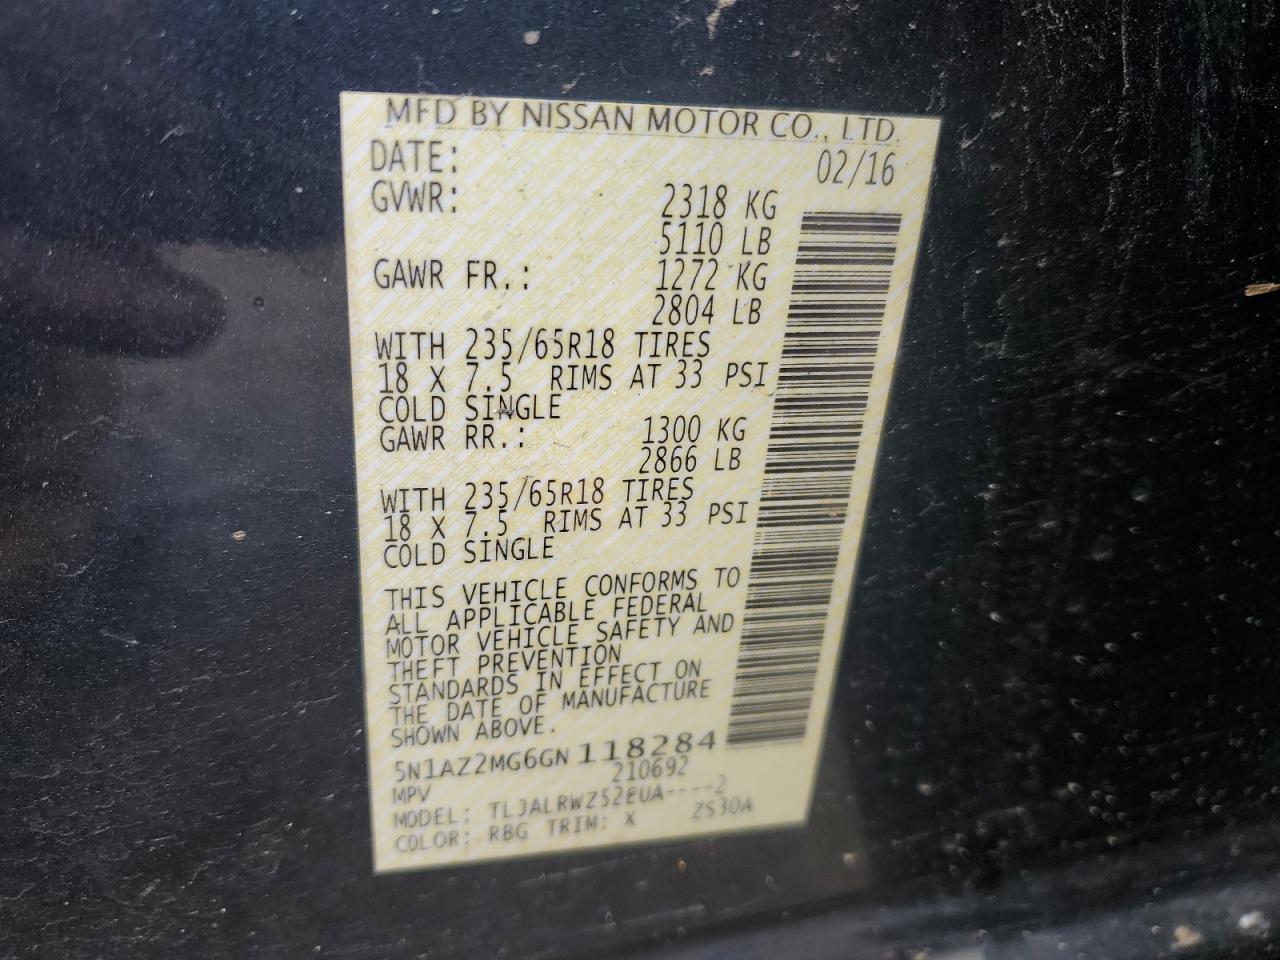 MFD BY NISSAN MOTOR CO., LTD.
DATE: 02/16
GVWR: 2318 KG
5110 LB
GAWR FR.: 1272 KG
2804 LB
WITH 235/65R18 TIRES
18 X 7.5 RIMS AT 33 PSI
COLD SINGLE
GAWR RR.: 1300 KG
2866 LB
WITH 235/65R18 TIRES
18 X 7.5 RIMS AT 33 PSI
COLD SINGLE
THIS VEHICLE CONFORMS TO
ALL APPLICABLE FEDERAL
MOTOR VEHICLE SAFETY AND
THEFT PREVENTION
STANDARDS IN EFFECT ON
THE DATE OF MANUFACTURE
SHOWN ABOVE.
5N1AZ2MG6GN118284
210692
MPV
MODEL: TLJALRWZ52EUA----2
COLOR: RBG TRIM: X ZS30A